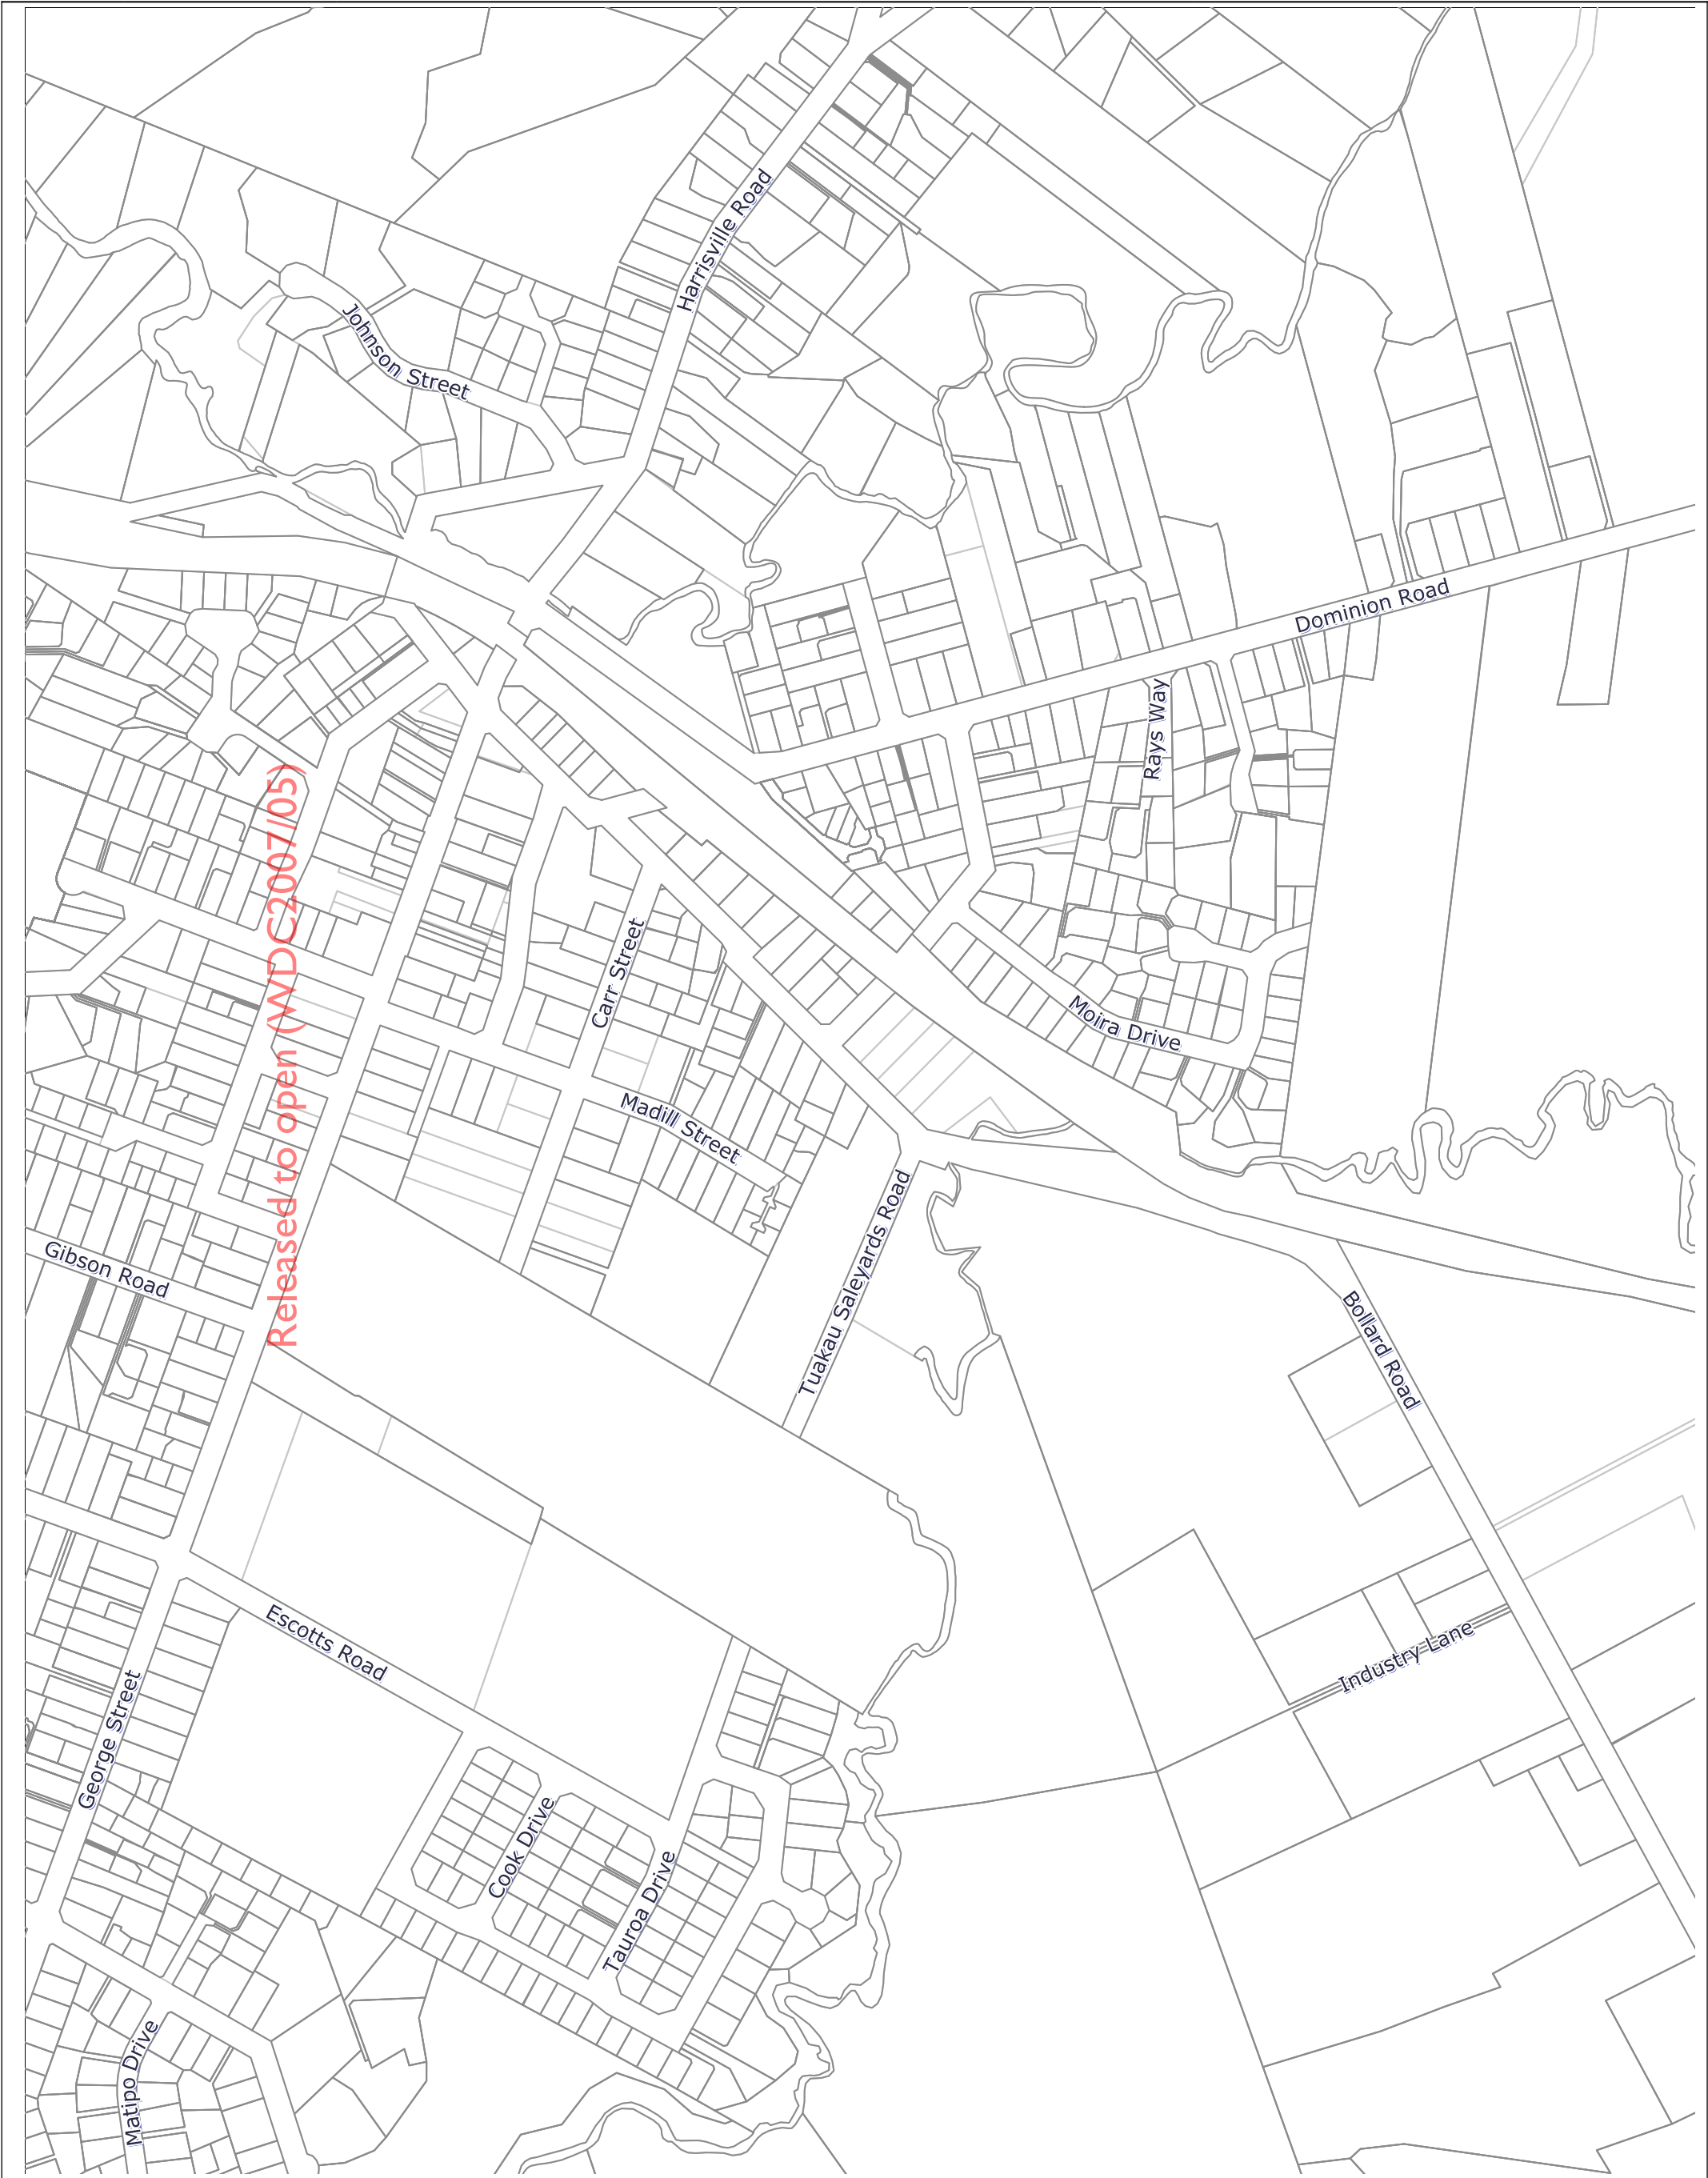 Harrisville Road
Johnson Street
Dominion Road
Rays Way
Released to open (WDC2007/05)
Carr Street
Moira Drive
Madill Street
Tuakau Saleyards Road
Gibson Road
Bollard Road
Escotts Road
Industry Lane
George Street
Cook Drive
Tauroa Drive
Matipo Drive